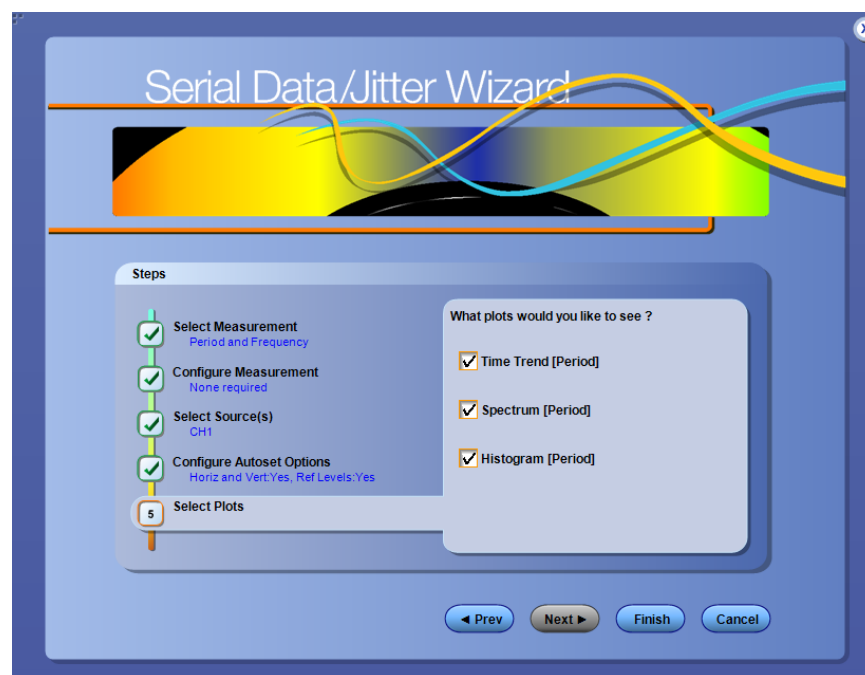 Serial Data/Jitter Wizard
Steps
Select Measurement
Period and Frequency
Configure Measurement
None required
Select Source(s)
CH1
Configure Autoset Options
Horiz and Vert:Yes, Ref Levels:Yes
5 Select Plots
What plots would you like to see ?
Time Trend [Period]
Spectrum [Period]
Histogram [Period]
◄ Prev
Next ►
Finish
Cancel